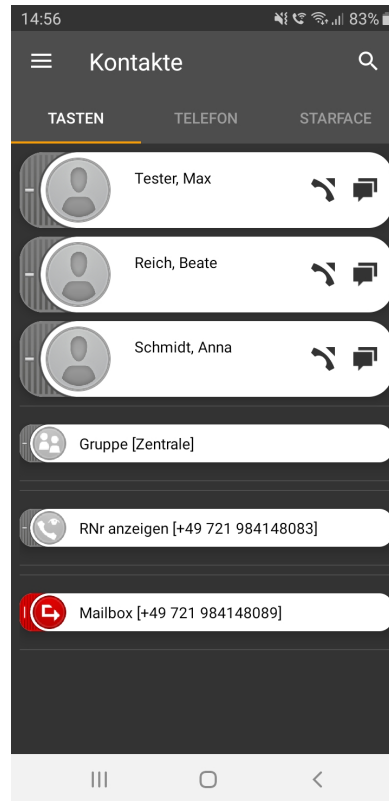 14:56
83%
Kontakte
TASTEN
TELEFON
STARFACE
Tester, Max
Reich, Beate
Schmidt, Anna
Gruppe [Zentrale]
RNr anzeigen [+49 721 984148083]
Mailbox [+49 721 984148089]